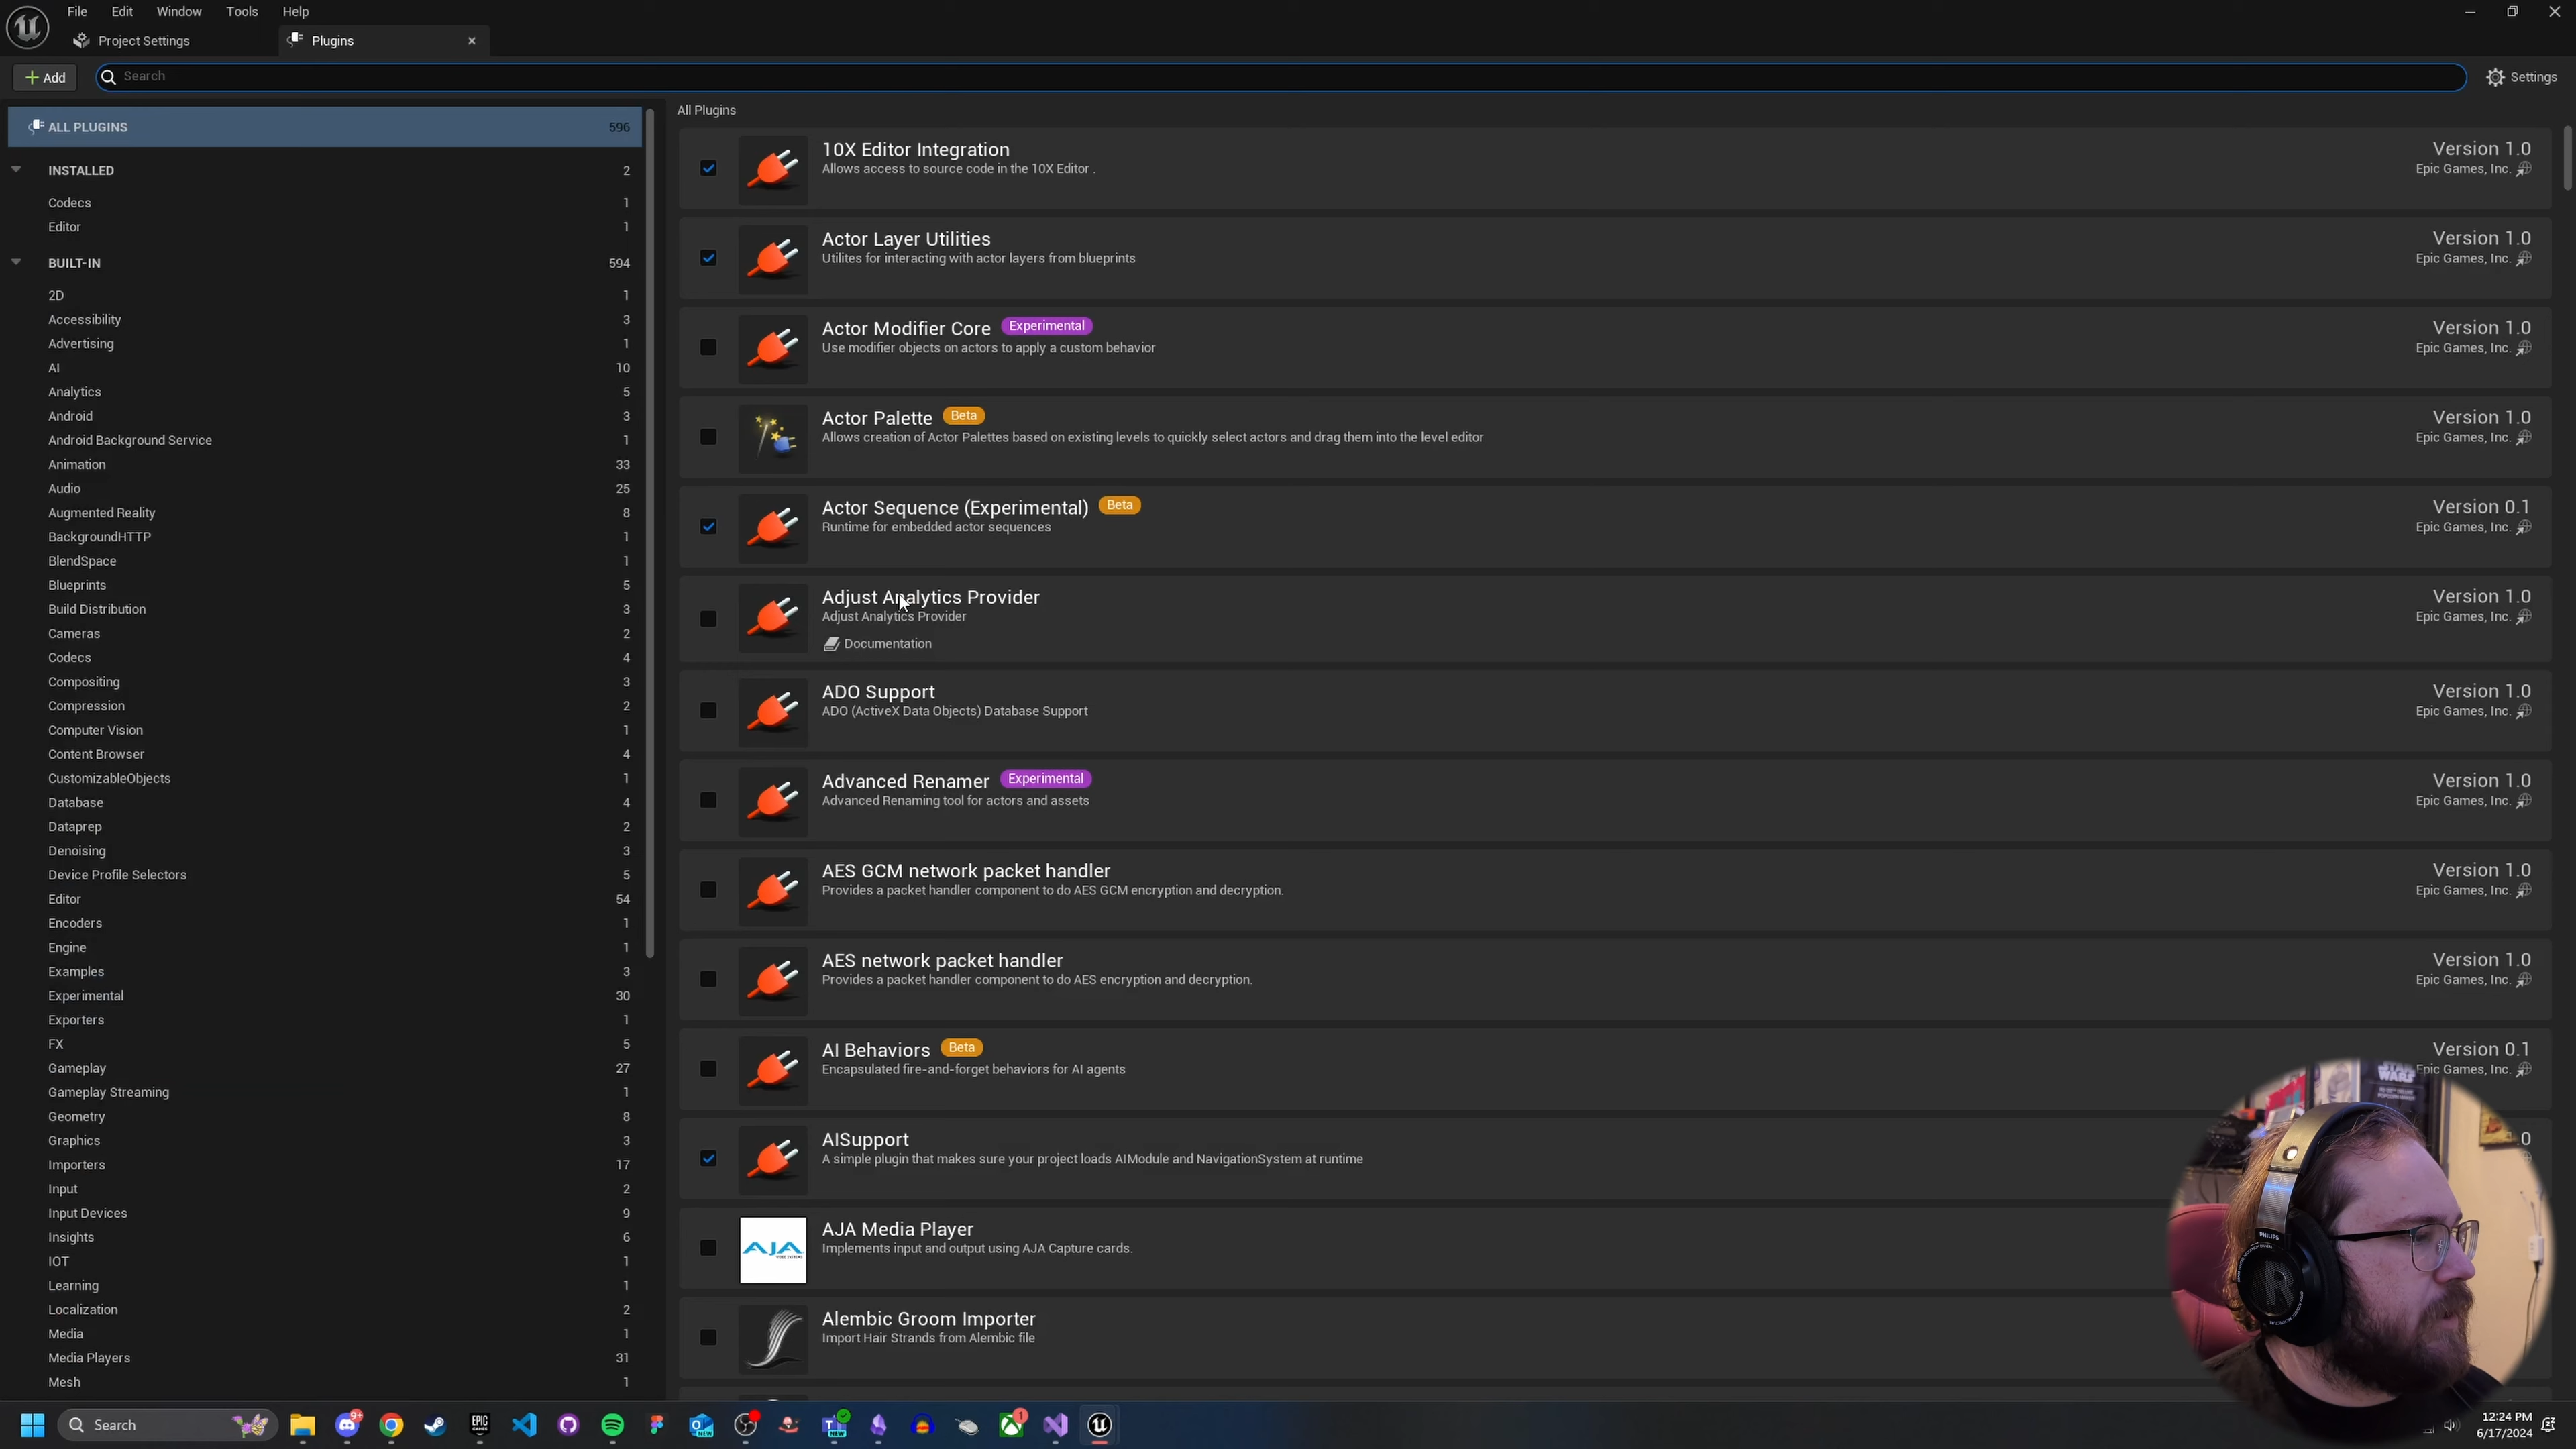 File Edit Window Tools Help
Project Settings
Plugins
Add
Search
Settings
ALL PLUGINS 596
INSTALLED 2
Codecs 1
Editor 1
BUILT-IN 594
2D 1
Accessibility 3
Advertising 1
AI 10
Analytics 5
Android 3
Android Background Service 1
Animation 33
Audio 25
Augmented Reality 8
BackgroundHTTP 1
BlendSpace 1
Blueprints 5
Build Distribution 3
Cameras 2
Codecs 4
Compositing 3
Compression 2
Computer Vision 1
Content Browser 4
CustomizableObjects 1
Database 4
Dataprep 2
Denoising 3
Device Profile Selectors 5
Editor 54
Encoders 1
Engine 1
Examples 3
Experimental 30
Exporters 1
FX 5
Gameplay 27
Gameplay Streaming 1
Geometry 8
Graphics 3
Importers 17
Input 2
Input Devices 9
Insights 6
IOT 1
Learning 1
Localization 2
Media 1
Media Players 31
Mesh 1
All Plugins
10X Editor Integration Version 1.0
Allows access to source code in the 10X Editor . Epic Games, Inc.
Actor Layer Utilities Version 1.0
Utilites for interacting with actor layers from blueprints Epic Games, Inc.
Actor Modifier Core Experimental Version 1.0
Use modifier objects on actors to apply a custom behavior Epic Games, Inc.
Actor Palette Beta Version 1.0
Allows creation of Actor Palettes based on existing levels to quickly select actors and drag them into the level editor Epic Games, Inc.
Actor Sequence (Experimental) Beta Version 0.1
Runtime for embedded actor sequences Epic Games, Inc.
Adjust Analytics Provider Version 1.0
Adjust Analytics Provider Epic Games, Inc.
Documentation
ADO Support Version 1.0
ADO (ActiveX Data Objects) Database Support Epic Games, Inc.
Advanced Renamer Experimental Version 1.0
Advanced Renaming tool for actors and assets Epic Games, Inc.
AES GCM network packet handler Version 1.0
Provides a packet handler component to do AES GCM encryption and decryption. Epic Games, Inc.
AES network packet handler Version 1.0
Provides a packet handler component to do AES encryption and decryption. Epic Games, Inc.
AI Behaviors Beta Version 0.1
Encapsulated fire-and-forget behaviors for AI agents Epic Games, Inc.
AISupport .0
A simple plugin that makes sure your project loads AIModule and NavigationSystem at runtime
AJA
AJA Media Player
Implements input and output using AJA Capture cards.
Alembic Groom Importer
Import Hair Strands from Alembic file
STAR
WARS
PHILIPS
R
Search
9+
EPIC
GAMES
NEW
NEW
1
12:24 PM
6/17/2024